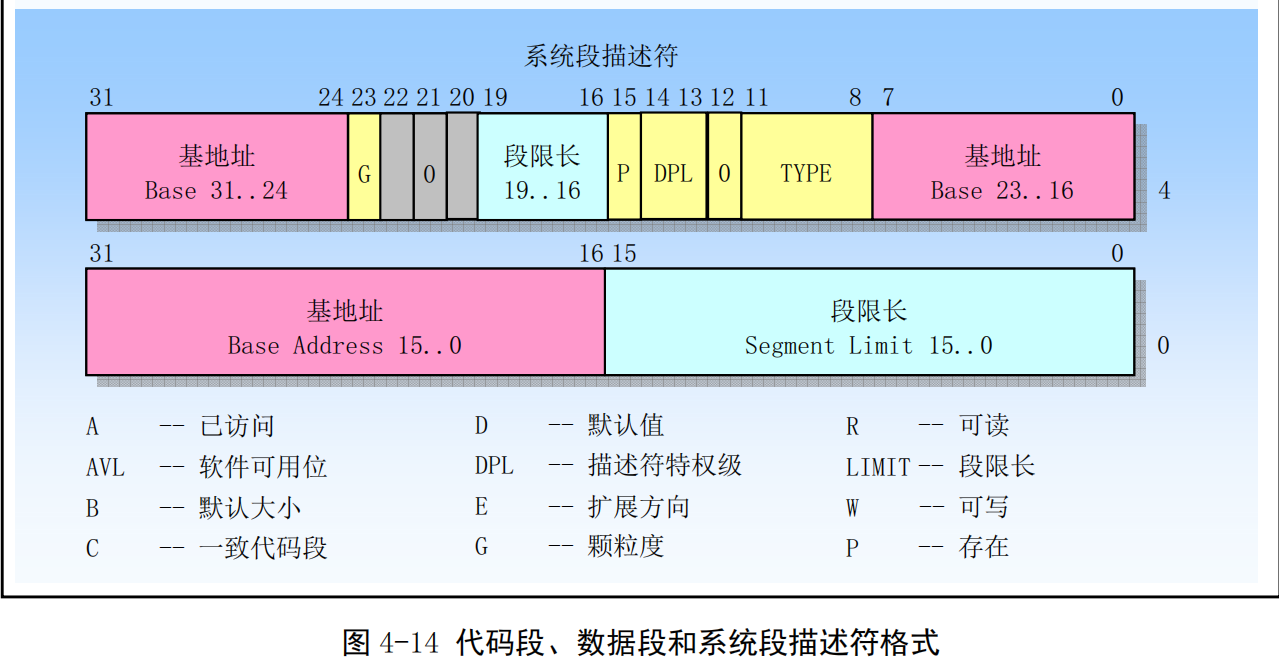 系统段描述符
31 24 23 22 21 20 19 16 15 14 13 12 11 8 7 0
基地址 段限长 基地址
G 0 P DPL 0 TYPE
Base 31..24 19..16 Base 23..16 4
31 16 15 0
基地址 段限长
Base Address 15..0 Segment Limit 15..0 0
A -- 已访问 D -- 默认值 R -- 可读
AVL -- 软件可用位 DPL -- 描述符特权级 LIMIT -- 段限长
B -- 默认大小 E -- 扩展方向 W -- 可写
C -- 一致代码段 G -- 颗粒度 P -- 存在
图 4-14 代码段、数据段和系统段描述符格式